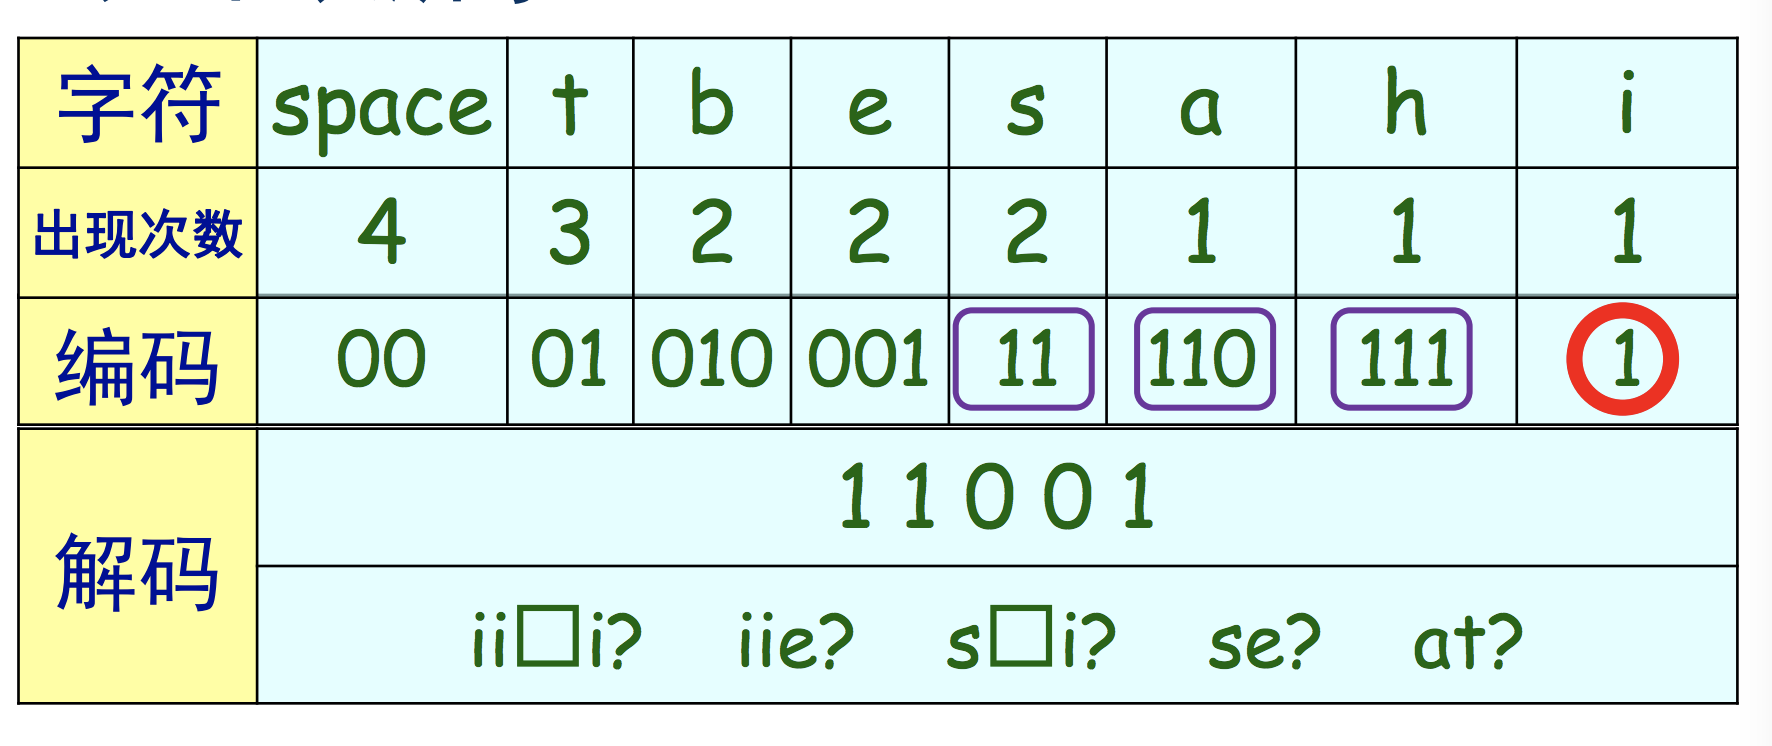 字符 space t b e s a h i
出现次数 4 3 2 2 2 1 1 1
编码 00 01 010 001 11 110 111 1
解码 1 1 0 0 1
ii□i? iie? s□i? se? at?